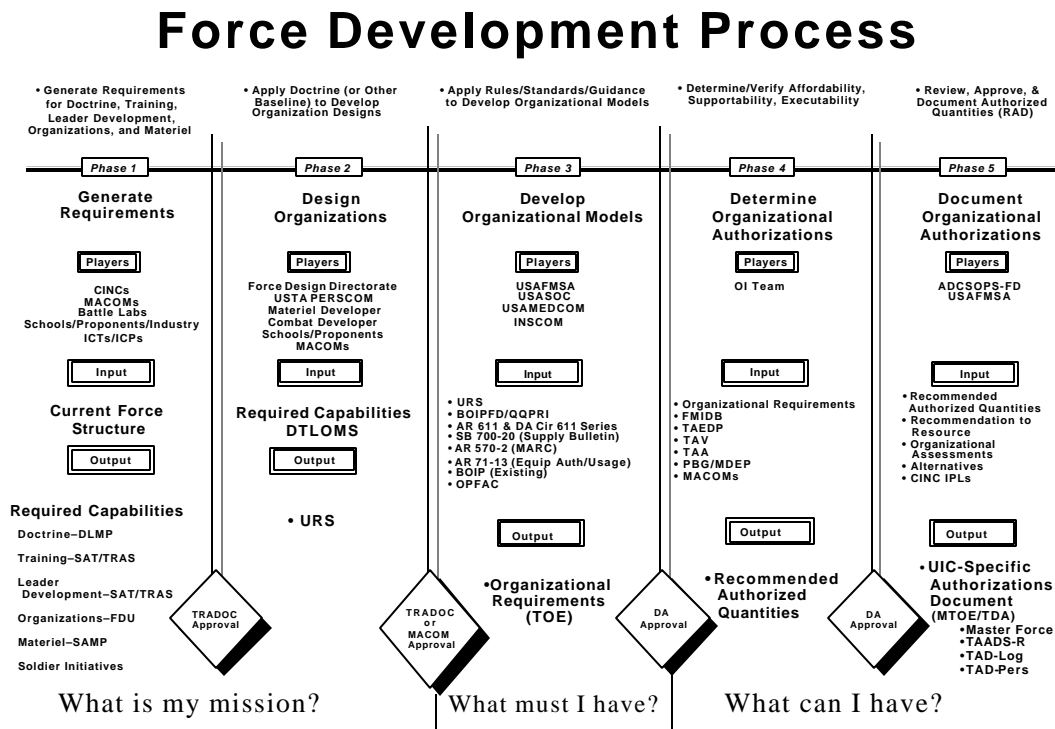 Force Development Process
• Generate Requirements
for Doctrine, Training,
Leader Development,
Organizations, and Materiel
• Apply Doctrine (or Other
Baseline) to Develop
Organization Designs
• Apply Rules/Standards/Guidance
to Develop Organizational Models
• Determine/Verify Affordability,
Supportability, Executability
• Review, Approve, &
Document Authorized
Quantities (RAD)
Phase 1
Generate
Requirements
Players
CINCs
MACOMs
Battle Labs
Schools/Proponents/Industry
ICTs/ICPs
Input
Current Force
Structure
Output
Required Capabilities
Doctrine–DLMP
Training–SAT/TRAS
Leader
Development–SAT/TRAS
Organizations–FDU
Materiel–SAMP
Soldier Initiatives
TRADOC
Approval
Phase 2
Design
Organizations
Players
Force Design Directorate
USTA PERSCOM
Materiel Developer
Combat Developer
Schools/Proponents
MACOMs
Input
Required Capabilities
DTLOMS
Output
• URS
TRADOC
or
MACOM
Approval
Phase 3
Develop
Organizational Models
Players
USAFMSA
USASOC
USAMEDCOM
INSCOM
Input
• URS
• BOIPFD/QQPRI
• AR 611 & DA Cir 611 Series
• SB 700-20 (Supply Bulletin)
• AR 570-2 (MARC)
• AR 71-13 (Equip Auth/Usage)
• BOIP (Existing)
• OPFAC
Output
•Organizational
Requirements
(TOE)
DA
Approval
Phase 4
Determine
Organizational
Authorizations
Players
OI Team
Input
• Organizational Requirements
• FMIDB
• TAEDP
• TAV
• TAA
• PBG/MDEP
• MACOMs
Output
• Recommended
Authorized
Quantities
DA
Approval
Phase 5
Document
Organizational
Authorizations
Players
ADCSOPS-FD
USAFMSA
Input
• Recommended
Authorized Quantities
• Recommendation to
Resource
• Organizational
Assessments
• Alternatives
• CINC IPLs
Output
• UIC-Specific
Authorizations
Document
(MTOE/TDA)
•Master Force
•TAADS-R
•TAD-Log
•TAD-Pers
What is my mission?
What must I have?
What can I have?